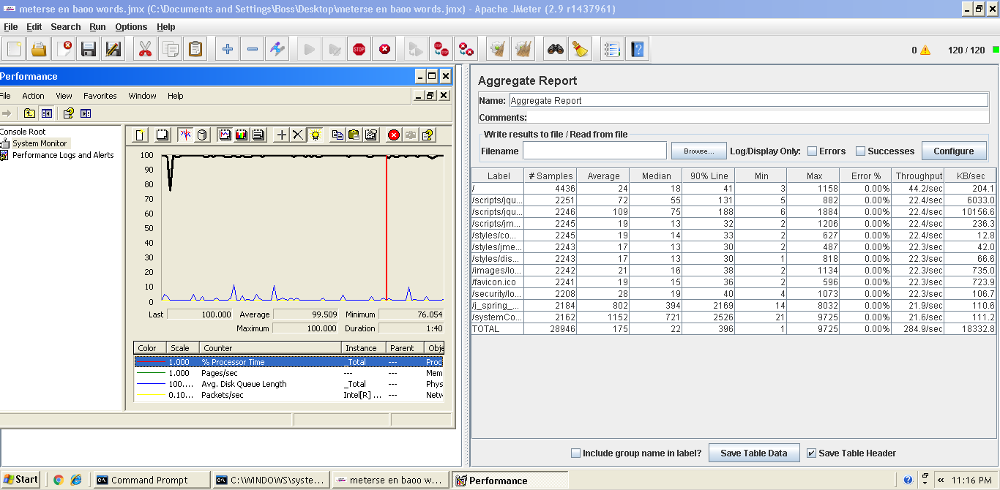 meterse en baoo words.jmx (C:\Documents and Settings\Boss\Desktop\meterse en baoo words.jmx) - Apache JMeter (2.9 r1437961)
File Edit Search Run Options Help
STOP STOP 0 120 / 120
Performance
File Action View Favorites Window Help
Console Root
System Monitor
Performance Logs and Alerts
100
90
80
70
60
50
40
30
20
10
0
Last 100.000 Average 99.509 Minimum 76.054
Maximum 100.000 Duration 1:40
Color Scale Counter Instance Parent Obje
1.000 % Processor Time _Total --- Proc
1.000 Pages/sec --- --- Mem
100.... Avg. Disk Queue Length _Total --- Phys
0.10... Packets/sec Intel[R] ... --- Netw
Aggregate Report
Name: Aggregate Report
Comments:
Write results to file / Read from file
Filename Browse... Log/Display Only: Errors Successes Configure
Label # Samples Average Median 90% Line Min Max Error % Throughput KB/sec
/ 4436 24 18 41 3 1158 0.00% 44.2/sec 204.1
/scripts/jqu... 2251 72 55 131 5 882 0.00% 22.4/sec 6033.0
/scripts/jqu... 2246 109 75 188 6 1884 0.00% 22.4/sec 10156.6
/scripts/jm... 2245 19 13 32 2 1206 0.00% 22.4/sec 236.3
/styles/co... 2245 19 14 33 2 627 0.00% 22.4/sec 12.8
/styles/jme... 2243 17 13 30 2 487 0.00% 22.3/sec 42.0
/styles/dis... 2243 17 13 30 1 818 0.00% 22.3/sec 66.6
/images/lo... 2242 21 16 38 2 1134 0.00% 22.3/sec 735.0
/favicon.ico 2241 19 15 36 2 596 0.00% 22.3/sec 723.9
/security/lo... 2208 28 19 40 4 1073 0.00% 22.3/sec 106.7
/j_spring_... 2184 802 394 2169 14 8032 0.00% 21.9/sec 110.6
/systemCo... 2162 1152 721 2526 21 9725 0.00% 21.6/sec 111.2
TOTAL 28946 175 22 396 1 9725 0.00% 284.9/sec 18332.8
Include group name in label? Save Table Data Save Table Header
Start Command Prompt C:\WINDOWS\syste... meterse en baoo w... Performance 11:16 PM